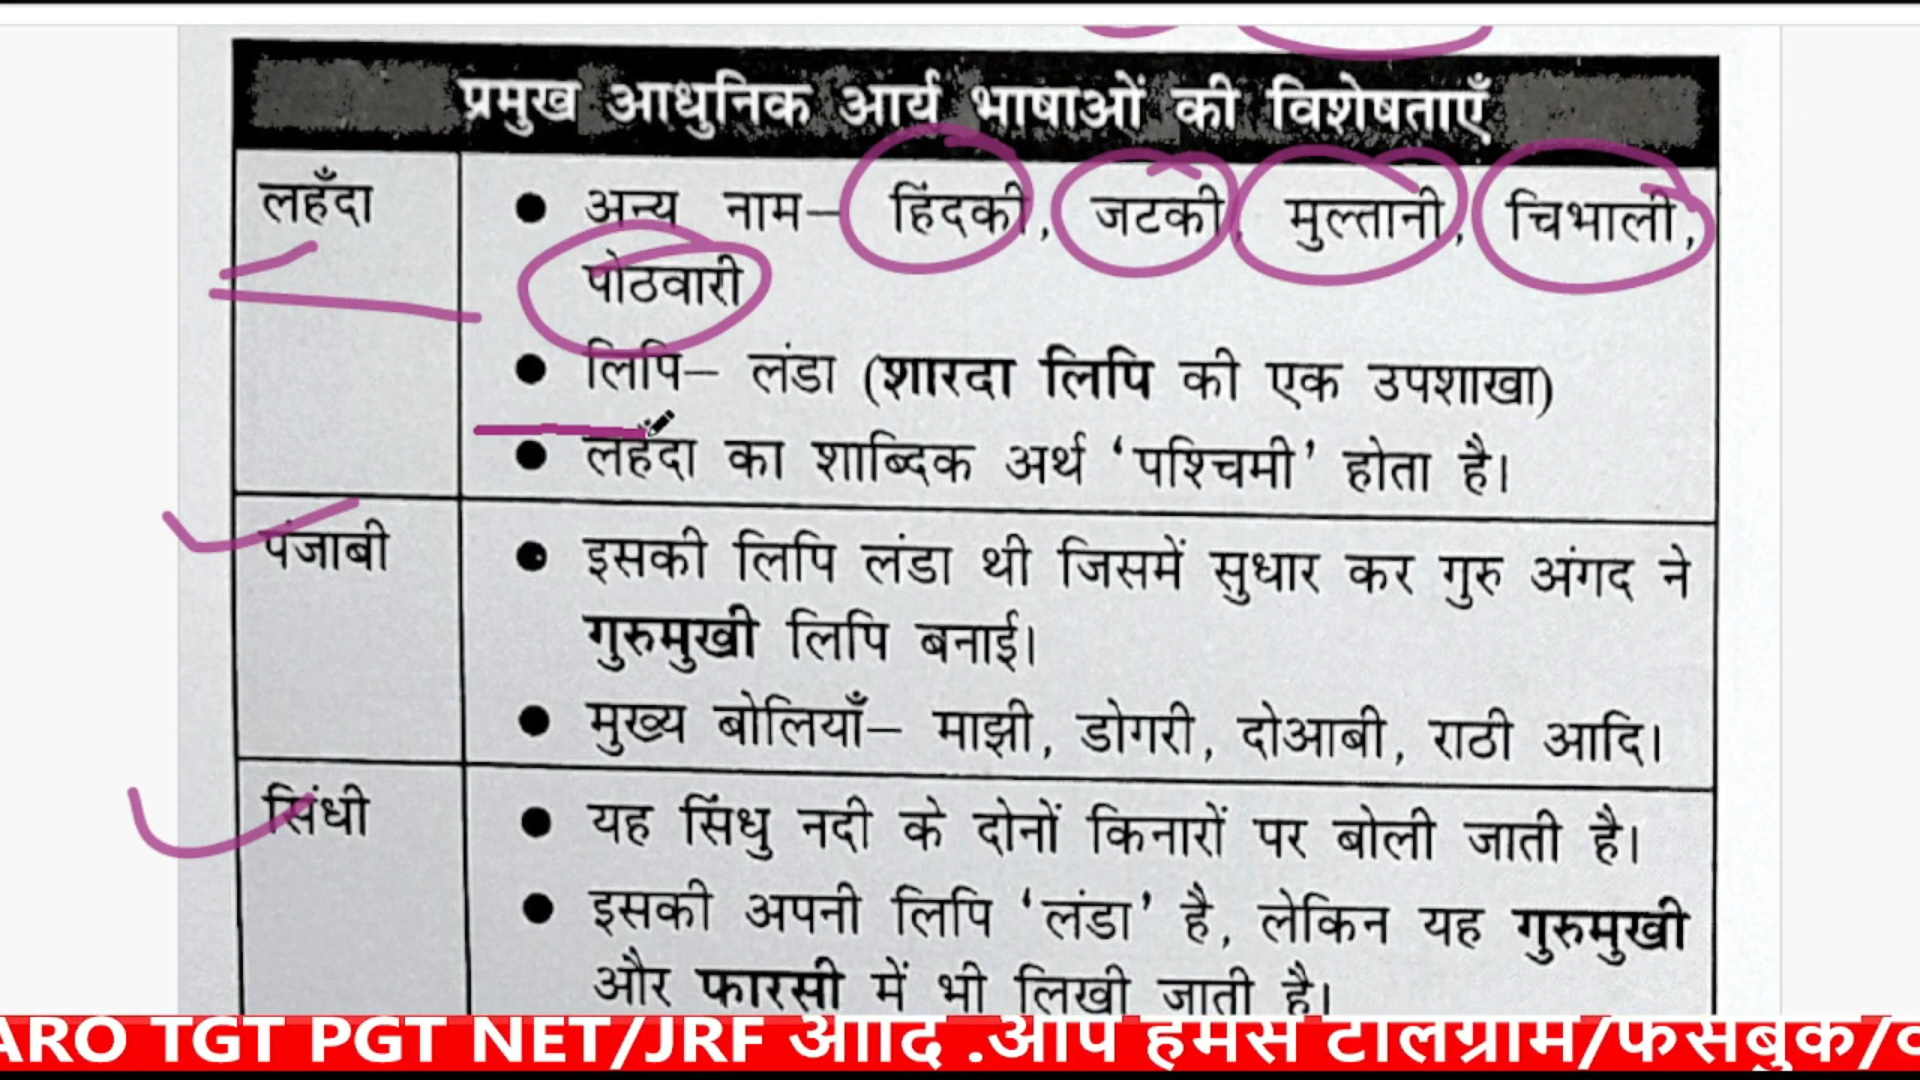 प्रमुख आधुनिक आर्य भाषाओं की विशेषताएँ
लहँदा
● अन्य नाम– हिंदकी, जटकी, मुल्तानी, चिभाली,
पोठवारी
● लिपि– लंडा (शारदा लिपि की एक उपशाखा)
● लहँदा का शाब्दिक अर्थ ‘पश्चिमी’ होता है।
पंजाबी
● इसकी लिपि लंडा थी जिसमें सुधार कर गुरु अंगद ने
गुरुमुखी लिपि बनाई।
● मुख्य बोलियाँ– माझी, डोगरी, दोआबी, राठी आदि।
सिंधी
● यह सिंधु नदी के दोनों किनारों पर बोली जाती है।
● इसकी अपनी लिपि ‘लंडा’ है, लेकिन यह गुरुमुखी
और फारसी में भी लिखी जाती है।
ARO TGT PGT NET/JRF आदि .आप हमसे टेलीग्राम/फेसबुक/